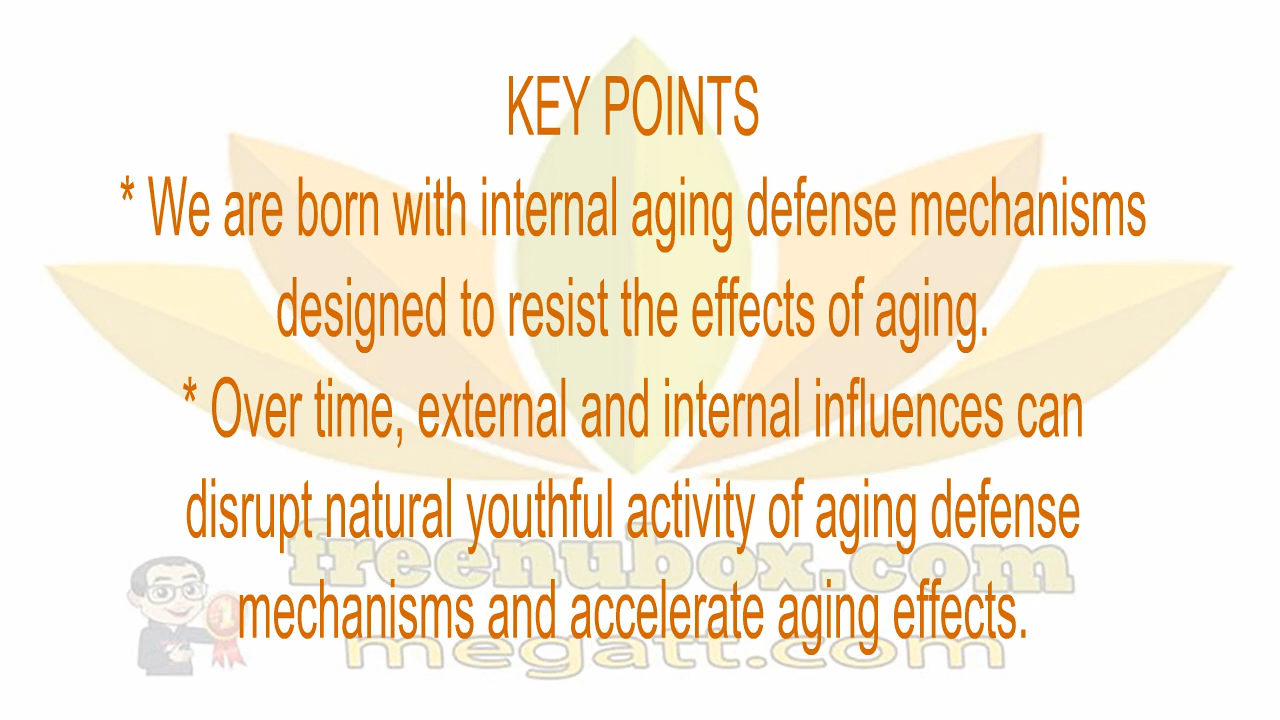 KEY POINTS
* We are born with internal aging defense mechanisms
designed to resist the effects of aging.
* Over time, external and internal influences can
disrupt natural youthful activity of aging defense
freenubox.com
mechanisms and accelerate aging effects.
1
megatt.com